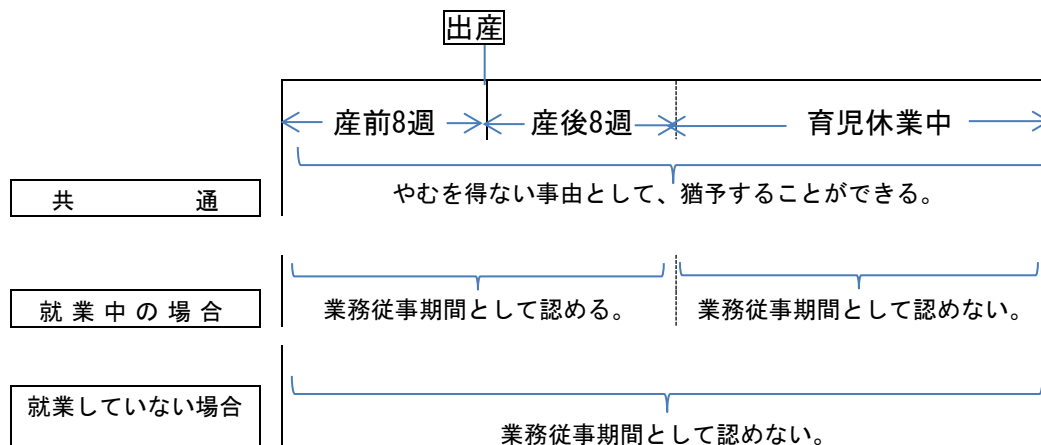 出産
産前8週 産後8週 育児休業中
やむを得ない事由として、猶予することができる。
共 通
就業中の場合
業務従事期間として認める。 業務従事期間として認めない。
就業していない場合
業務従事期間として認めない。